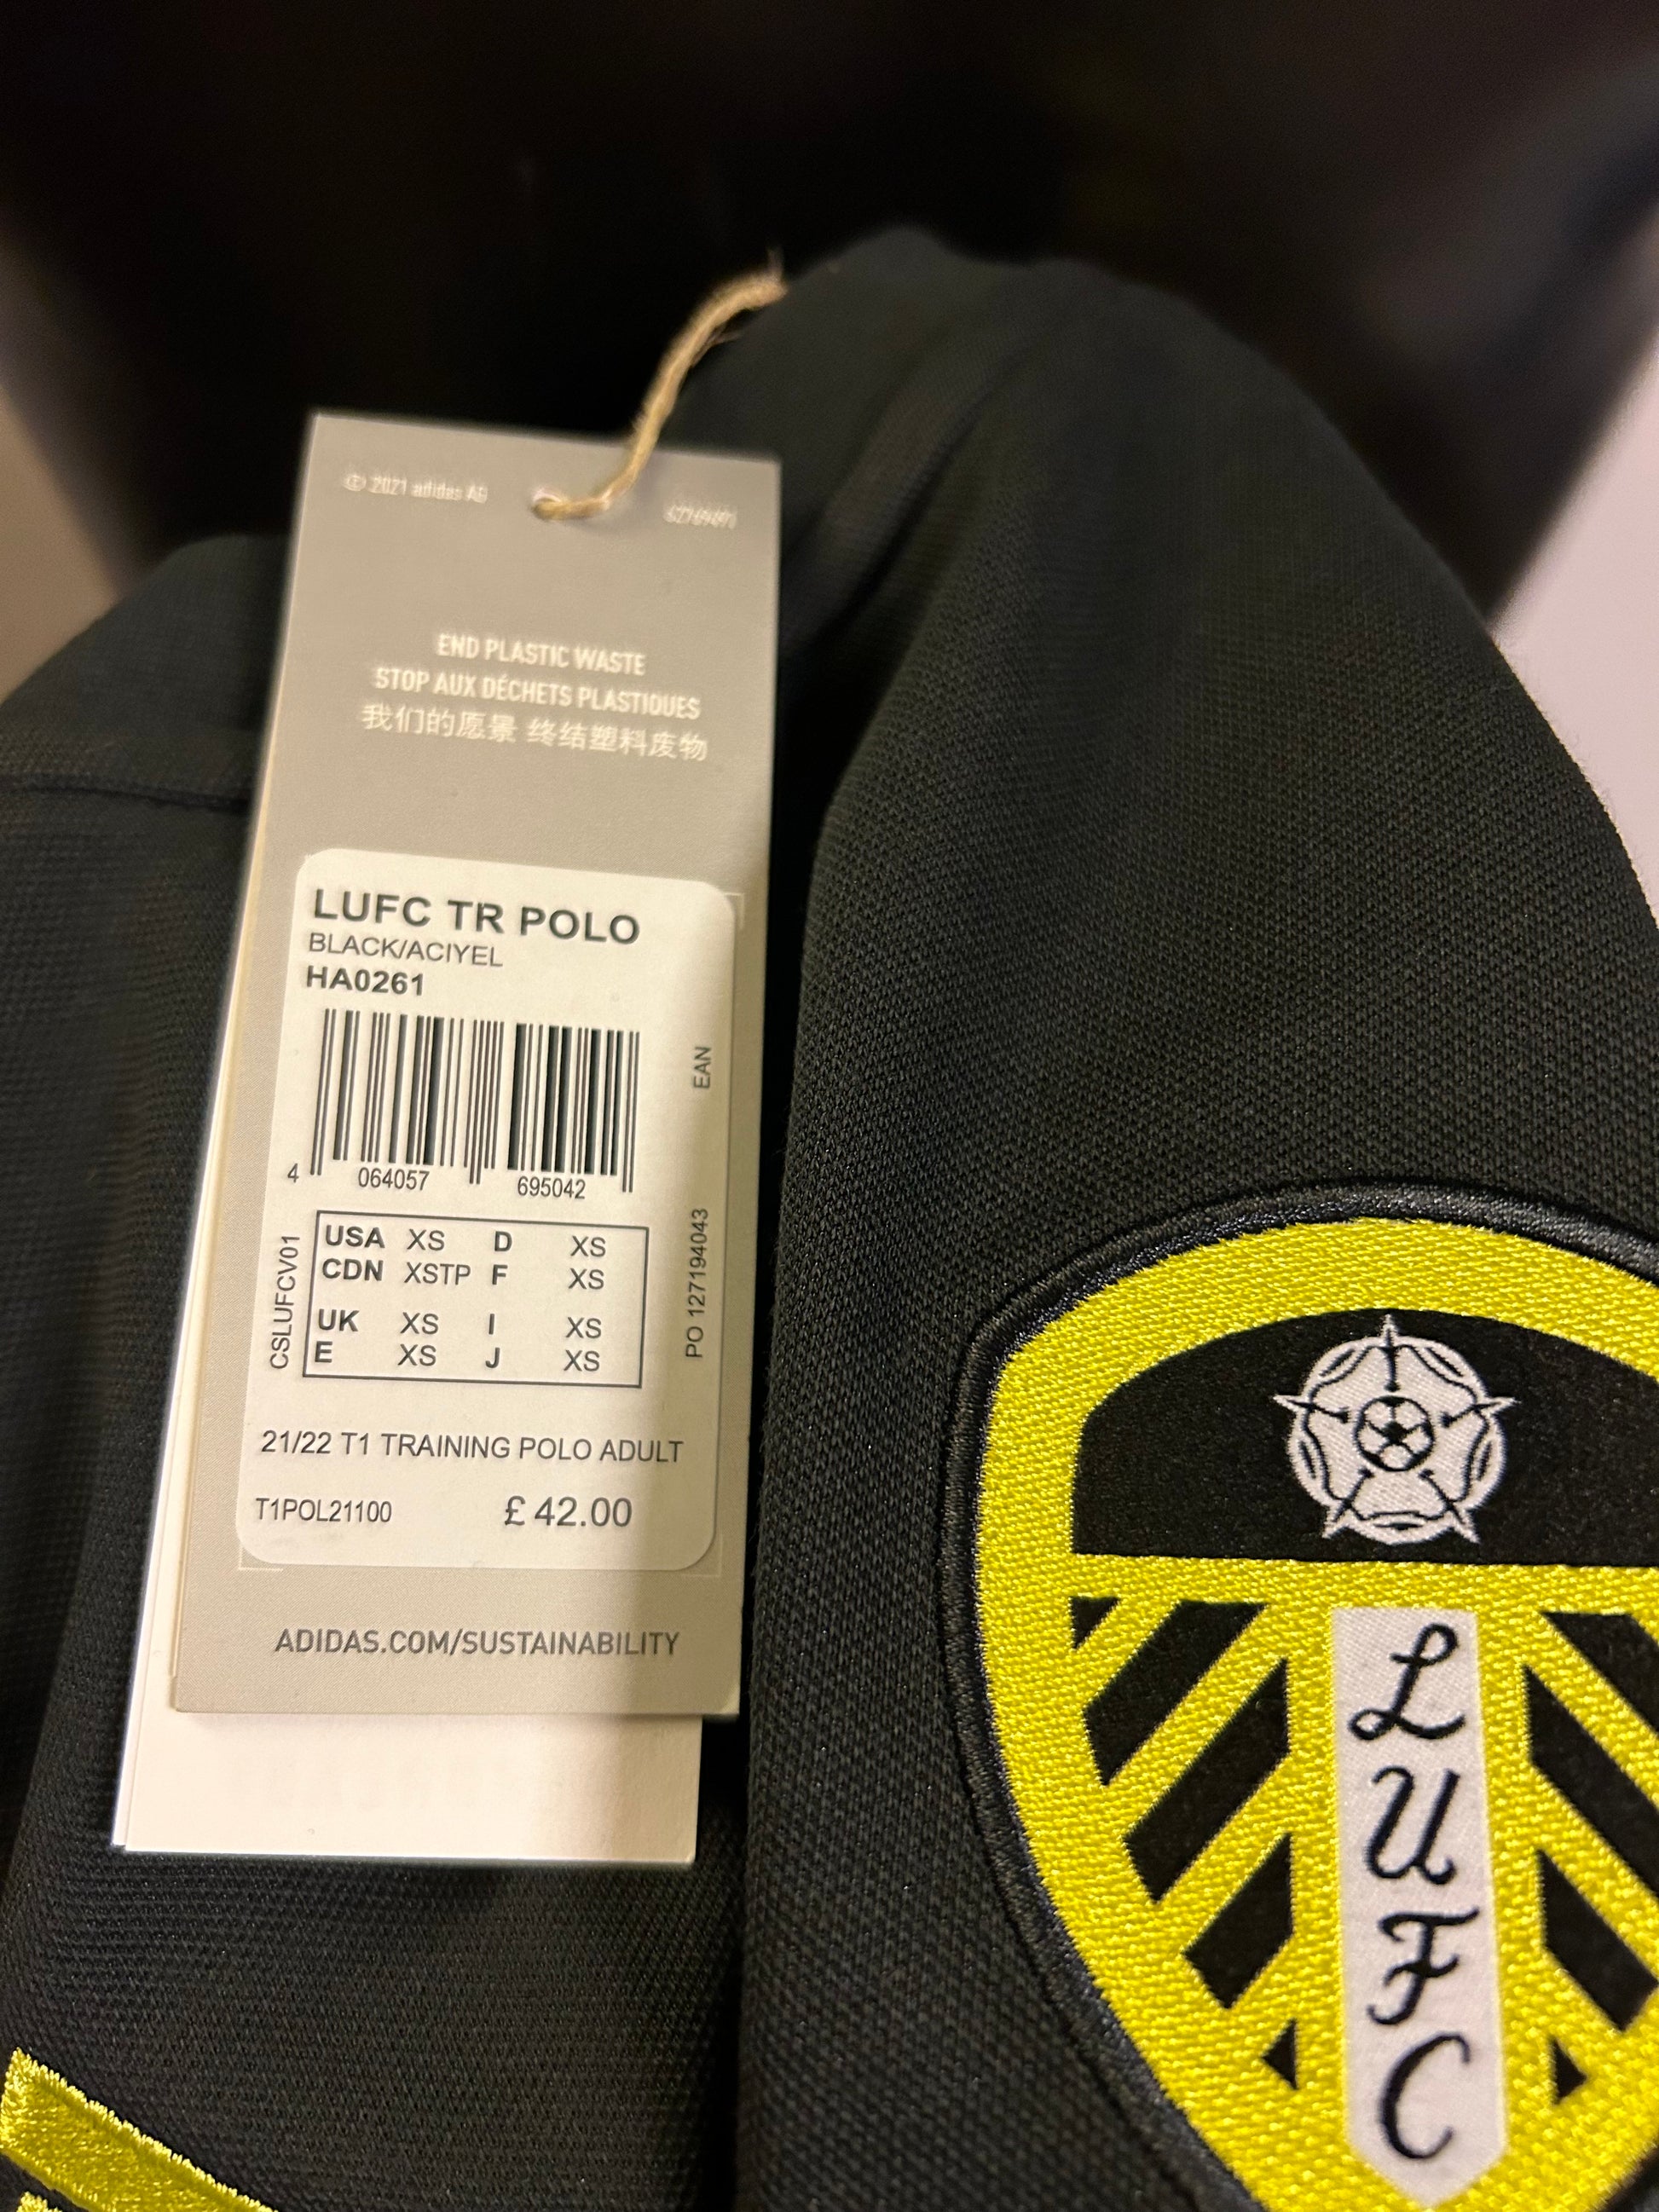 © 2021 adidas AG
62769691
END PLASTIC WASTE
STOP AUX DÉCHETS PLASTIQUES
我们的愿景 终结塑料废物
LUFC TR POLO
BLACK/ACIYEL
HA0261
EAN
4 064057 695042
CSLUFCV01
PO 127194043
USA XS D XS
CDN XSTP F XS
UK XS I XS
E XS J XS
21/22 T1 TRAINING POLO ADULT
T1POL21100 £ 42.00
ADIDAS.COM/SUSTAINABILITY
L
U
F
C